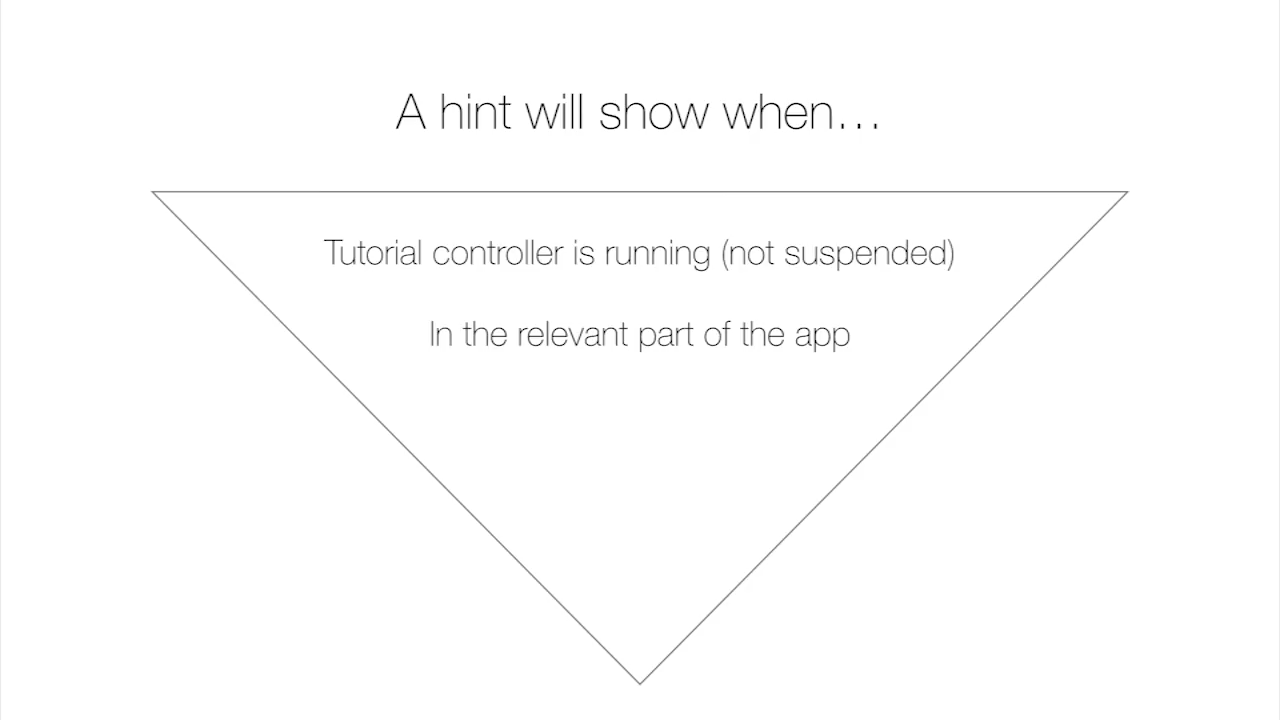 A hint will show when…
Tutorial controller is running (not suspended)
In the relevant part of the app